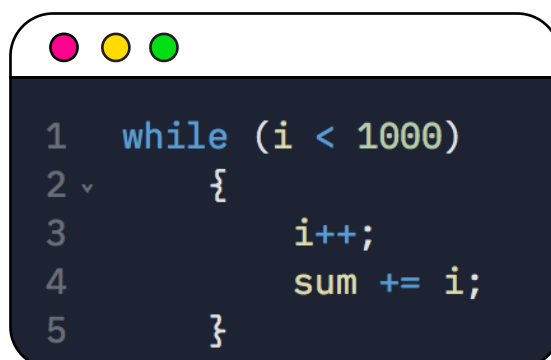 1 while (i < 1000)
2 {
3 i++;
4 sum += i;
5 }